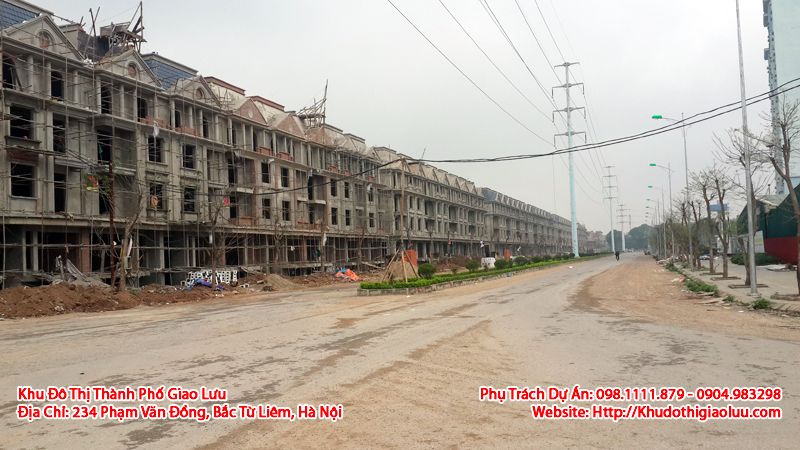 Khu Đô Thị Thành Phố Giao Lưu
Địa Chỉ: 234 Phạm Văn Đồng, Bắc Từ Liêm, Hà Nội
Phụ Trách Dự Án: 098.1111.879 - 0904.983298
Website: Http://Khudothigiaoluu.com